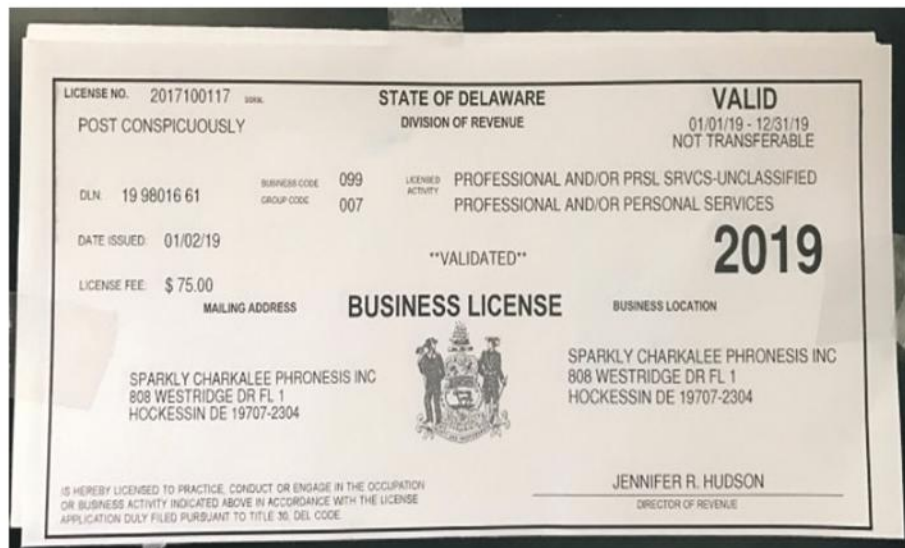 LICENSE NO. 2017100117
POST CONSPICUOUSLY
STATE OF DELAWARE
DIVISION OF REVENUE
VALID
01/01/19 - 12/31/19
NOT TRANSFERABLE
DLN: 19 98016 61
BUSINESS CODE 099
GROUP CODE 007
LICENSED ACTIVITY
PROFESSIONAL AND/OR PRSL SRVCS-UNCLASSIFIED
PROFESSIONAL AND/OR PERSONAL SERVICES
DATE ISSUED: 01/02/19
**VALIDATED**
2019
LICENSE FEE: $ 75.00
MAILING ADDRESS
BUSINESS LICENSE
BUSINESS LOCATION
SPARKLY CHARKALEE PHRONESIS INC
808 WESTRIDGE DR FL 1
HOCKESSIN DE 19707-2304
SPARKLY CHARKALEE PHRONESIS INC
808 WESTRIDGE DR FL 1
HOCKESSIN DE 19707-2304
IS HEREBY LICENSED TO PRACTICE, CONDUCT OR ENGAGE IN THE OCCUPATION
OR BUSINESS ACTIVITY INDICATED ABOVE IN ACCORDANCE WITH THE LICENSE
APPLICATION DULY FILED PURSUANT TO TITLE 30, DEL CODE.
JENNIFER R. HUDSON
DIRECTOR OF REVENUE